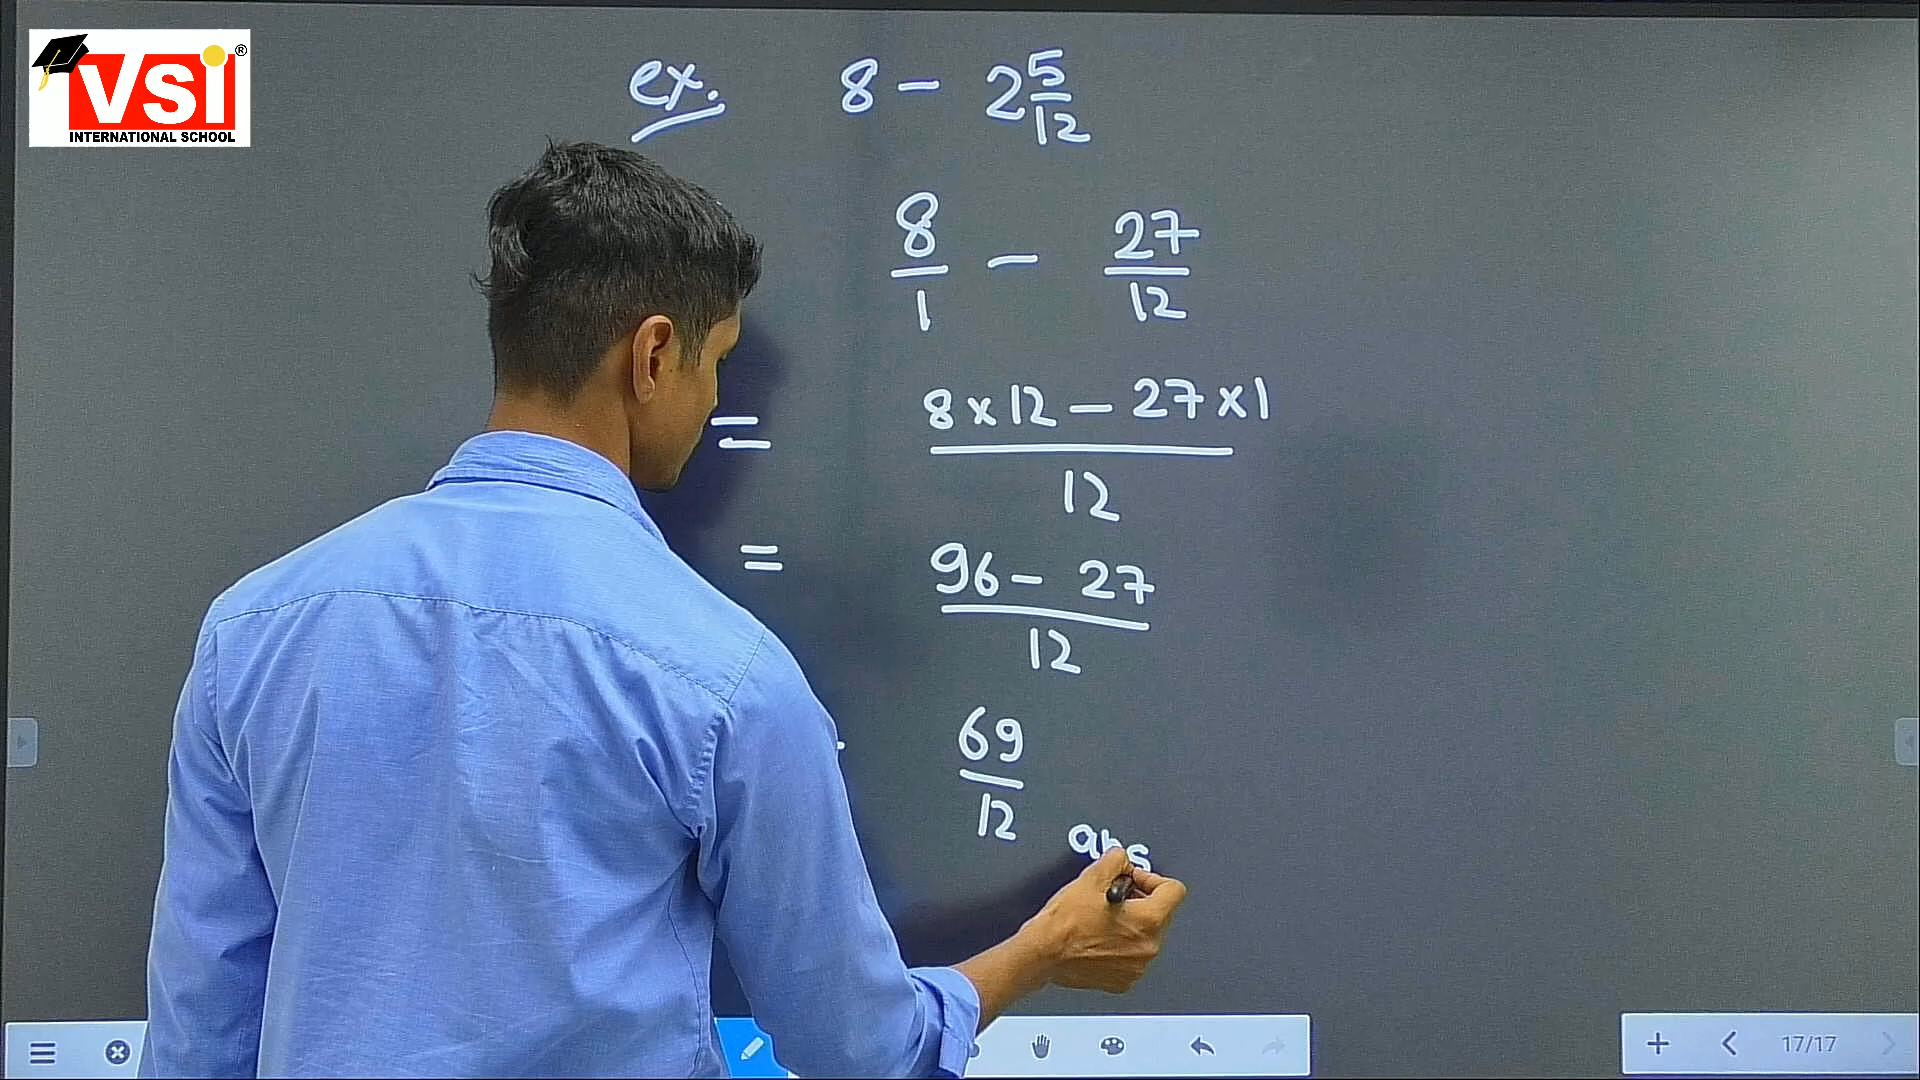 VSI®
INTERNATIONAL SCHOOL
ex. 8 - 2 5/12
8/1 - 27/12
= 8 x 12 - 27 x 1 / 12
= 96 - 27 / 12
69/12 ans
17/17